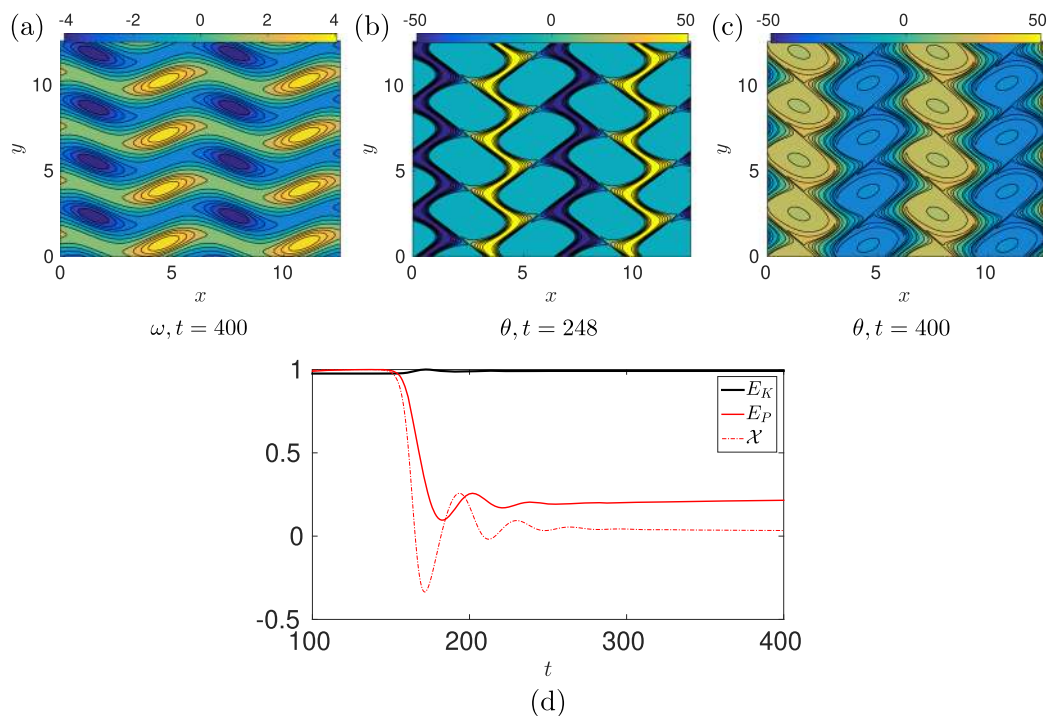 (a)
-4 -2 0 2 4
10
5
0
y
0 5 10
x
ω, t = 400
(b)
-50 0 50
10
5
0
y
0 5 10
x
θ, t = 248
(c)
-50 0 50
10
5
0
y
0 5 10
x
θ, t = 400
1
0.5
0
-0.5
100 200 300 400
t
E_K
E_P
𝒳
(d)